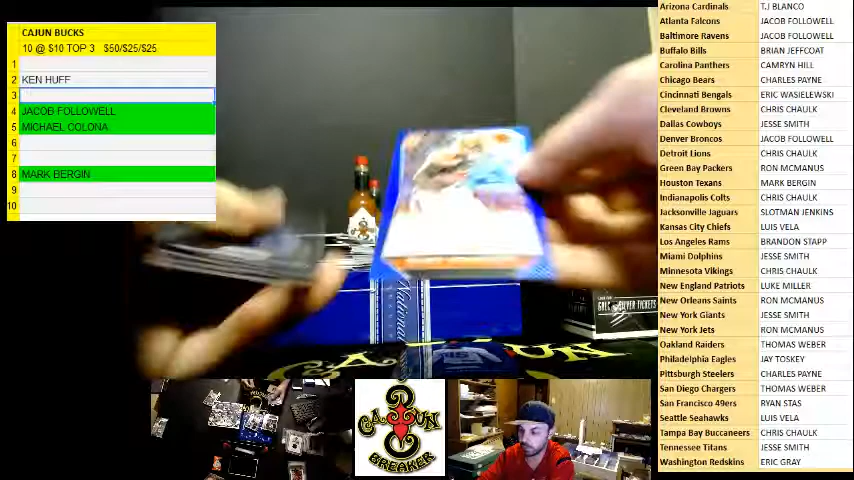 CAJUN BUCKS
10 @ $10 TOP 3 $50/$25/$25
1
2 KEN HUFF
3
4 JACOB FOLLOWELL
5 MICHAEL COLONA
6
7
8 MARK BERGIN
9
10
National
CAJUN
BREAKER
Arizona Cardinals T.J BLANCO
Atlanta Falcons JACOB FOLLOWELL
Baltimore Ravens JACOB FOLLOWELL
Buffalo Bills BRIAN JEFFCOAT
Carolina Panthers CAMRYN HILL
Chicago Bears CHARLES PAYNE
Cincinnati Bengals ERIC WASIELEWSKI
Cleveland Browns CHRIS CHAULK
Dallas Cowboys JESSE SMITH
Denver Broncos JACOB FOLLOWELL
Detroit Lions CHRIS CHAULK
Green Bay Packers RON MCMANUS
Houston Texans MARK BERGIN
Indianapolis Colts CHRIS CHAULK
Jacksonville Jaguars SLOTMAN JENKINS
Kansas City Chiefs LUIS VELA
Los Angeles Rams BRANDON STAPP
Miami Dolphins JESSE SMITH
Minnesota Vikings CHRIS CHAULK
New England Patriots LUKE MILLER
New Orleans Saints RON MCMANUS
New York Giants JESSE SMITH
New York Jets RON MCMANUS
Oakland Raiders THOMAS WEBER
Philadelphia Eagles JAY TOSKEY
Pittsburgh Steelers CHARLES PAYNE
San Diego Chargers THOMAS WEBER
San Francisco 49ers RYAN STAS
Seattle Seahawks LUIS VELA
Tampa Bay Buccaneers CHRIS CHAULK
Tennessee Titans JESSE SMITH
Washington Redskins ERIC GRAY